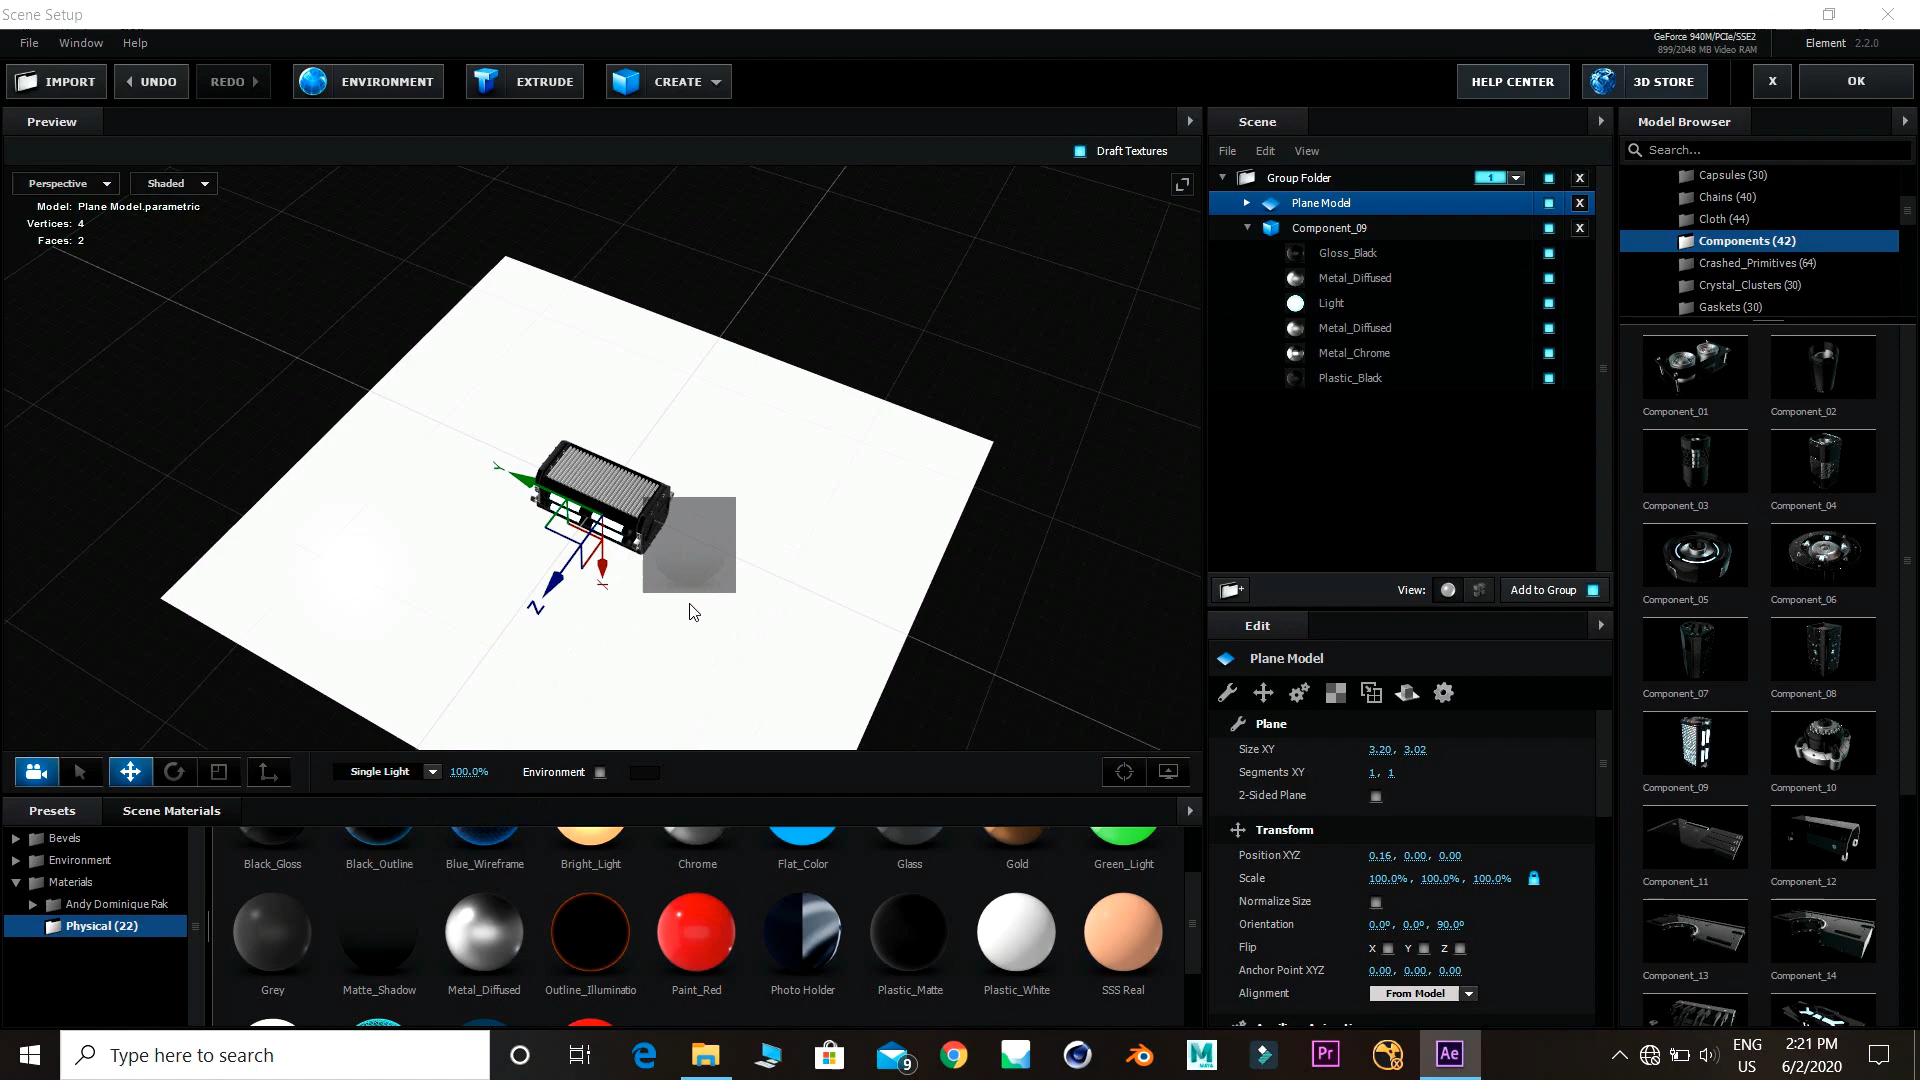 Scene Setup
File Window Help
GeForce 940M/PCIe/SSE2
899/2048 MB Video RAM
Element 2.2.0
IMPORT UNDO REDO ENVIRONMENT EXTRUDE CREATE HELP CENTER 3D STORE X OK
Preview
Draft Textures
Perspective Shaded
Model: Plane Model.parametric
Vertices: 4
Faces: 2
Y
X
Z
Single Light 100.0% Environment
Scene
File Edit View
Group Folder 1 X
Plane Model X
Component_09 X
Gloss_Black
Metal_Diffused
Light
Metal_Diffused
Metal_Chrome
Plastic_Black
View: Add to Group
Edit
Plane Model
Plane
Size XY 3.20, 3.02
Segments XY 1, 1
2-Sided Plane
Transform
Position XYZ 0.16, 0.00, 0.00
Scale 100.0%, 100.0%, 100.0%
Normalize Size
Orientation 0.0º, 0.0º, 90.0º
Flip X Y Z
Anchor Point XYZ 0.00, 0.00, 0.00
Alignment From Model
Model Browser
Search...
Capsules (30)
Chains (40)
Cloth (44)
Components (42)
Crashed_Primitives (64)
Crystal_Clusters (30)
Gaskets (30)
Component_01 Component_02
Component_03 Component_04
Component_05 Component_06
Component_07 Component_08
Component_09 Component_10
Component_11 Component_12
Component_13 Component_14
Presets Scene Materials
Bevels
Environment
Materials
Andy Dominique Rak
Physical (22)
Black_Gloss Black_Outline Blue_Wireframe Bright_Light Chrome Flat_Color Glass Gold Green_Light
Grey Matte_Shadow Metal_Diffused Outline_Illuminatio Paint_Red Photo Holder Plastic_Matte Plastic_White SSS Real
Type here to search
9
MAYA
Pr
Ae
ENG
US
2:21 PM
6/2/2020